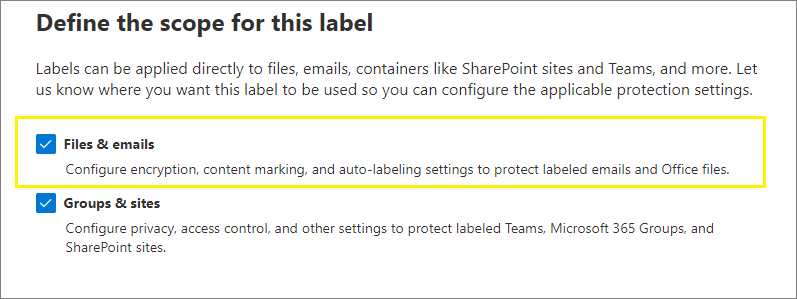 Define the scope for this label
Labels can be applied directly to files, emails, containers like SharePoint sites and Teams, and more. Let
us know where you want this label to be used so you can configure the applicable protection settings.
Files & emails
Configure encryption, content marking, and auto-labeling settings to protect labeled emails and Office files.
Groups & sites
Configure privacy, access control, and other settings to protect labeled Teams, Microsoft 365 Groups, and
SharePoint sites.